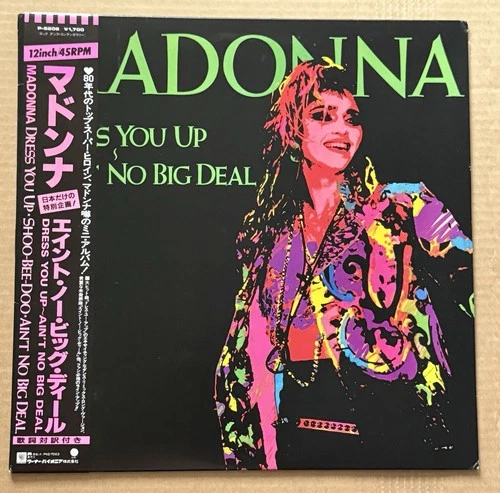 P-5205 ¥1,700
12inch/45RPM
マドンナ
MADONNA DRESS YOU UP・SHOO-BEE-DOO・AIN'T NO BIG DEAL
日本だけの
特別企画!
エイント・ノー・ビッグ・ディール
DRESS YOU UP~AIN'T NO BIG DEAL
歌詞対訳付き
♥80年代のトップ・スーパー・ヒロイン、マドンナ嬢のミニ・アルバム!
ワーナー・パイオニア株式会社
ADONNA
S YOU UP
~
NO BIG DEAL